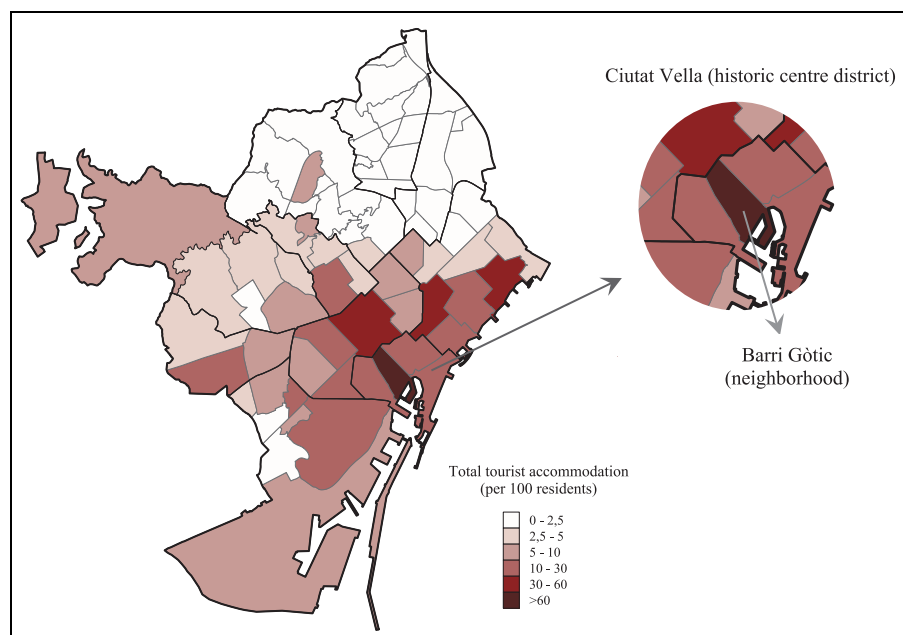 Ciutat Vella (historic centre district)
Barri Gòtic
(neighborhood)
Total tourist accommodation
(per 100 residents)
0 - 2,5
2,5 - 5
5 - 10
10 - 30
30 - 60
>60